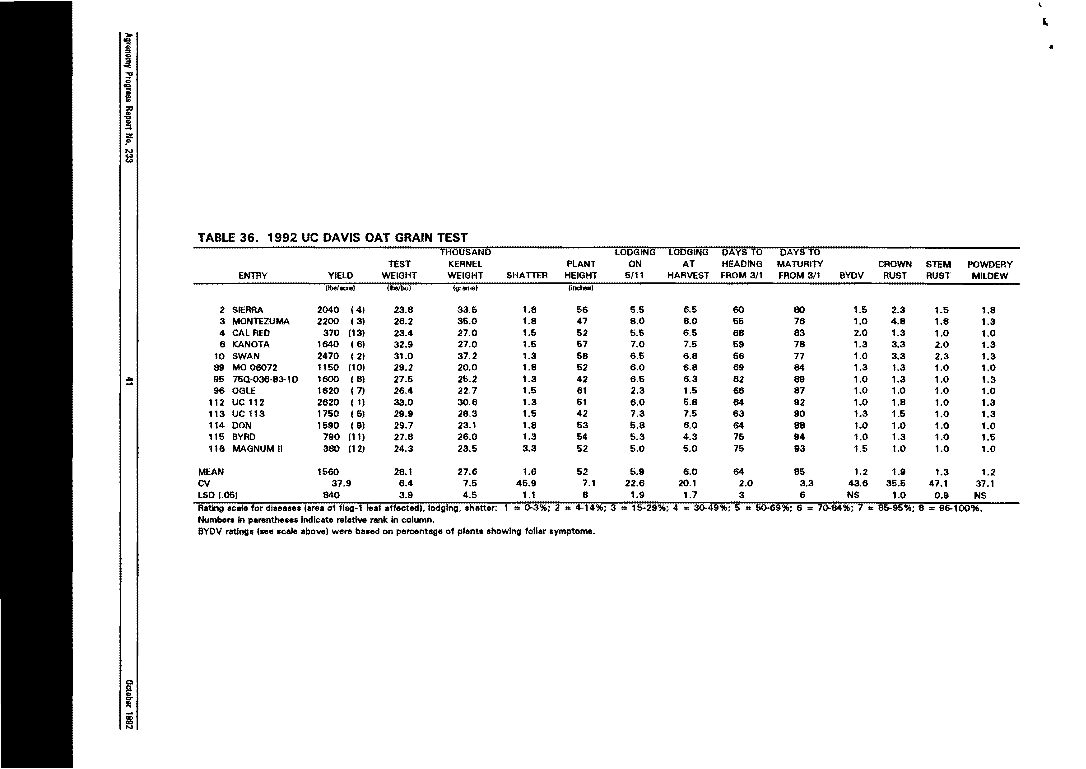 Agronomy Progress Report No. 233
41
October 1992
TABLE 36. 1992 UC DAVIS OAT GRAIN TEST
THOUSAND LODGING LODGING DAYS TO DAYS TO
TEST KERNEL PLANT ON AT HEADING MATURITY CROWN STEM POWDERY
ENTRY YIELD WEIGHT WEIGHT SHATTER HEIGHT 5/11 HARVEST FROM 3/1 FROM 3/1 BYDV RUST RUST MILDEW
(lbs/acre) (lbs/bu) (grams) (inches)
2 SIERRA 2040 ( 4) 23.8 33.5 1.8 56 5.5 6.5 60 80 1.5 2.3 1.5 1.8
3 MONTEZUMA 2200 ( 3) 26.2 35.0 1.8 47 8.0 8.0 55 76 1.0 4.8 1.8 1.3
4 CAL RED 370 (13) 23.4 27.0 1.5 52 5.5 6.5 68 83 2.0 1.3 1.0 1.0
6 KANOTA 1640 ( 6) 32.9 27.0 1.5 57 7.0 7.5 59 78 1.3 3.3 2.0 1.3
10 SWAN 2470 ( 2) 31.0 37.2 1.3 58 6.5 6.8 56 77 1.0 3.3 2.3 1.3
89 MO 06072 1150 (10) 29.2 20.0 1.8 52 6.0 6.8 69 84 1.3 1.3 1.0 1.0
95 75Q-036-83-1D 1600 ( 8) 27.5 25.2 1.3 42 6.5 6.3 62 89 1.0 1.3 1.0 1.3
96 OGLE 1620 ( 7) 26.4 22.7 1.5 61 2.3 1.5 66 87 1.0 1.0 1.0 1.0
112 UC 112 2620 ( 1) 33.0 30.6 1.3 51 6.0 5.8 64 92 1.0 1.8 1.0 1.3
113 UC 113 1750 ( 5) 29.9 28.3 1.5 42 7.3 7.5 63 90 1.3 1.5 1.0 1.3
114 DON 1590 ( 9) 29.7 23.1 1.8 53 5.8 6.0 64 88 1.0 1.0 1.0 1.0
115 BYRD 790 (11) 27.8 26.0 1.3 54 5.3 4.3 75 94 1.0 1.3 1.0 1.5
116 MAGNUM II 380 (12) 24.3 23.5 3.3 52 5.0 5.0 75 93 1.5 1.0 1.0 1.0
MEAN 1560 28.1 27.6 1.6 52 5.9 6.0 64 85 1.2 1.9 1.3 1.2
CV 37.9 6.4 7.5 45.9 7.1 22.6 20.1 2.0 3.3 43.6 35.5 47.1 37.1
LSD (.05) 840 3.9 4.5 1.1 6 1.9 1.7 3 6 NS 1.0 0.9 NS
Rating scale for diseases (area of flag-1 leaf affected), lodging, shatter: 1 = 0-3%; 2 = 4-14%; 3 = 15-29%; 4 = 30-49%; 5 = 50-69%; 6 = 70-84%; 7 = 85-95%; 8 = 96-100%.
Numbers in parentheses indicate relative rank in column.
BYDV ratings (see scale above) were based on percentage of plants showing foliar symptoms.